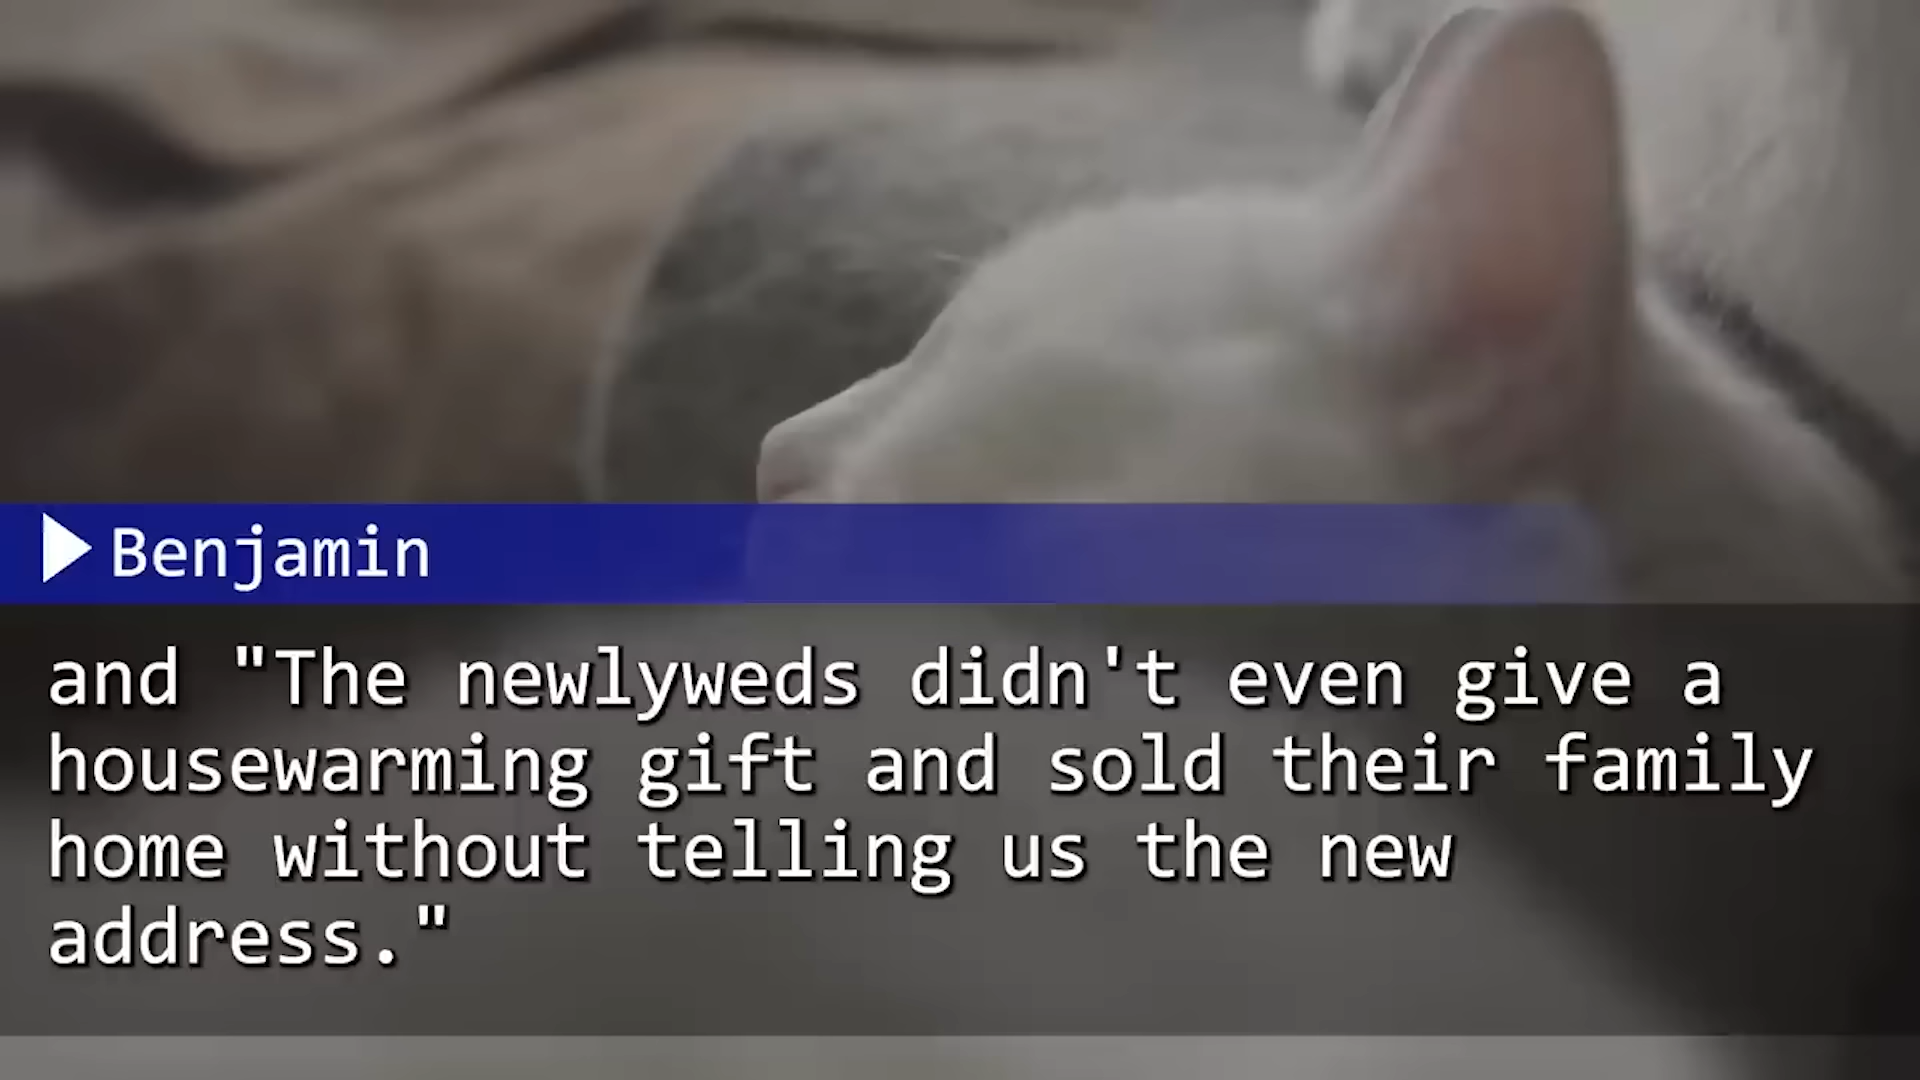 Benjamin
and "The newlyweds didn't even give a
housewarming gift and sold their family
home without telling us the new
address."